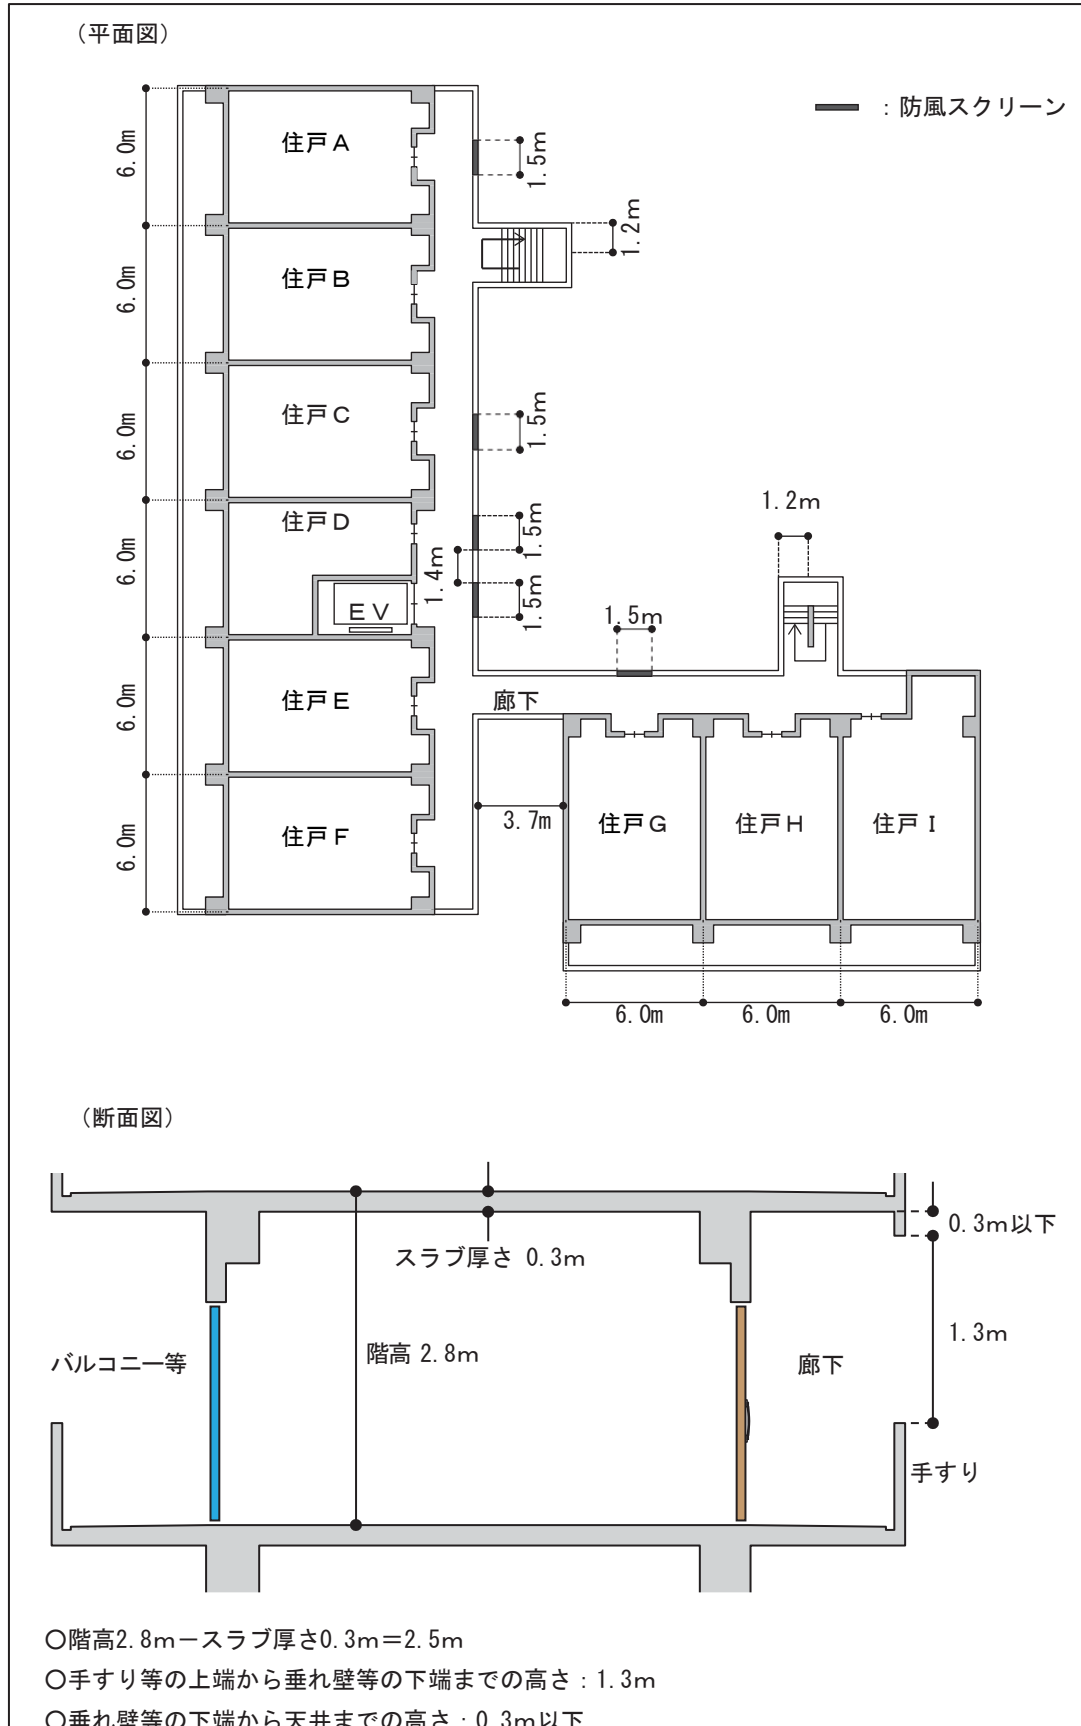 （平面図）
：防風スクリーン
6.0m
住戸A
1.5m
1.2m
6.0m
住戸B
6.0m
住戸C
1.5m
6.0m
住戸D
1.5m
1.4m
1.5m
EV
1.2m
1.5m
6.0m
住戸E
廊下
6.0m
住戸F
3.7m
住戸G
住戸H
住戸I
6.0m
6.0m
6.0m
（断面図）
0.3m以下
スラブ厚さ 0.3m
1.3m
バルコニー等
階高 2.8m
廊下
手すり
○階高2.8m－スラブ厚さ0.3m＝2.5m
○手すり等の上端から垂れ壁等の下端までの高さ：1.3m
○垂れ壁等の下端から天井までの高さ：0.3m以下